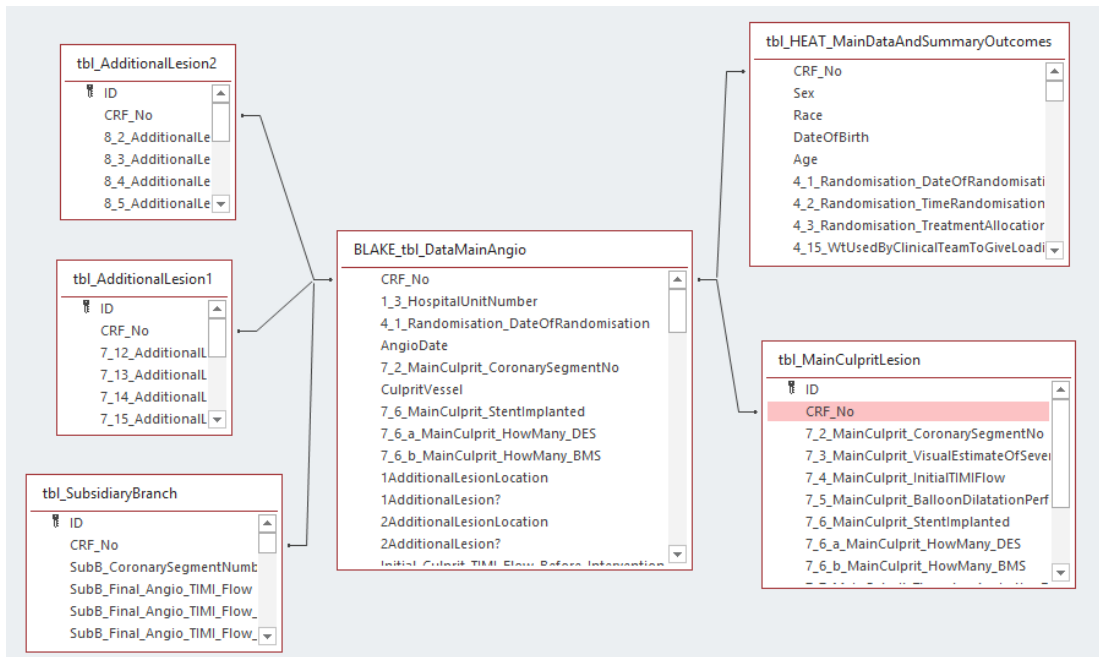 tbl_AdditionalLesion2
ID
CRF_No
8_2_AdditionalLe
8_3_AdditionalLe
8_4_AdditionalLe
8_5_AdditionalLe
tbl_AdditionalLesion1
ID
CRF_No
7_12_AdditionalL
7_13_AdditionalL
7_14_AdditionalL
7_15_AdditionalL
tbl_SubsidiaryBranch
ID
CRF_No
SubB_CoronarySegmentNumb
SubB_Final_Angio_TIMI_Flow
SubB_Final_Angio_TIMI_Flow_
SubB_Final_Angio_TIMI_Flow_
BLAKE_tbl_DataMainAngio
CRF_No
1_3_HospitalUnitNumber
4_1_Randomisation_DateOfRandomisation
AngioDate
7_2_MainCulprit_CoronarySegmentNo
CulpritVessel
7_6_MainCulprit_StentImplanted
7_6_a_MainCulprit_HowMany_DES
7_6_b_MainCulprit_HowMany_BMS
1AdditionalLesionLocation
1AdditionalLesion?
2AdditionalLesionLocation
2AdditionalLesion?
Initial_Culprit_TIMI_Flow_Before_Intervention
tbl_HEAT_MainDataAndSummaryOutcomes
CRF_No
Sex
Race
DateOfBirth
Age
4_1_Randomisation_DateOfRandomisati
4_2_Randomisation_TimeRandomisation
4_3_Randomisation_TreatmentAllocation
4_15_WtUsedByClinicalTeamToGiveLoadi
tbl_MainCulpritLesion
ID
CRF_No
7_2_MainCulprit_CoronarySegmentNo
7_3_MainCulprit_VisualEstimateOfSever
7_4_MainCulprit_InitialTIMIFlow
7_5_MainCulprit_BalloonDilatationPerf
7_6_MainCulprit_StentImplanted
7_6_a_MainCulprit_HowMany_DES
7_6_b_MainCulprit_HowMany_BMS